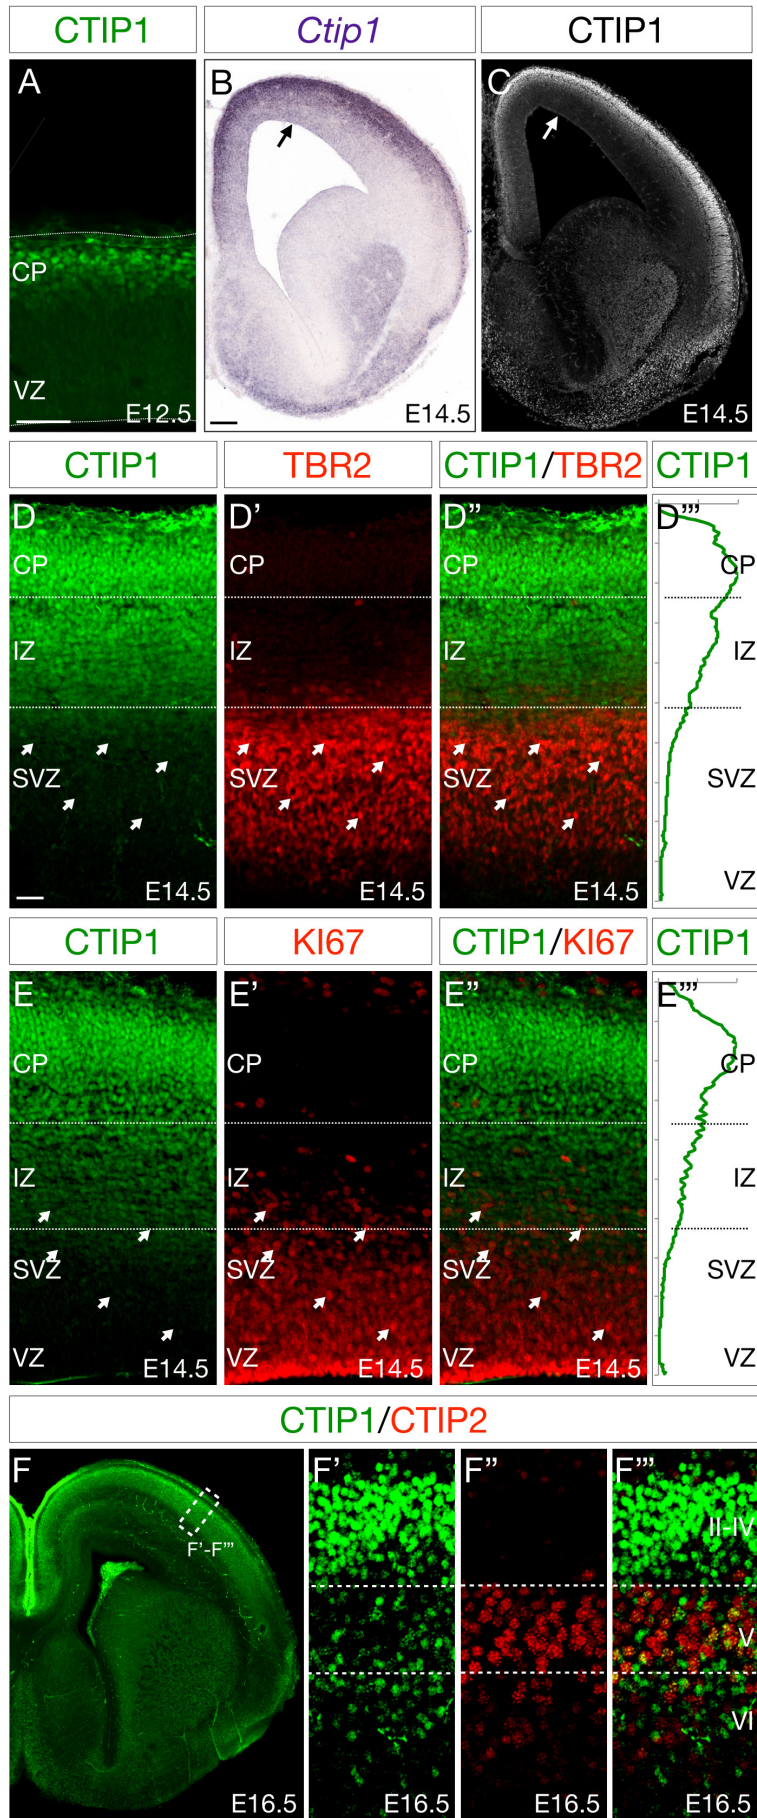 CTIP1 Ctip1 CTIP1
A B C
CP
VZ
E12.5 E14.5 E14.5
CTIP1 TBR2 CTIP1/TBR2 CTIP1
D D' D'' D'''
CP CP CP CP
IZ IZ IZ IZ
SVZ SVZ SVZ SVZ
VZ
E14.5 E14.5 E14.5
CTIP1 KI67 CTIP1/KI67 CTIP1
E E' E'' E'''
CP CP CP CP
IZ IZ IZ IZ
SVZ SVZ SVZ SVZ
VZ VZ VZ VZ
E14.5 E14.5 E14.5
CTIP1/CTIP2
F F' F'' F'''
II-IV
F'-F'''
V
VI
E16.5 E16.5 E16.5 E16.5